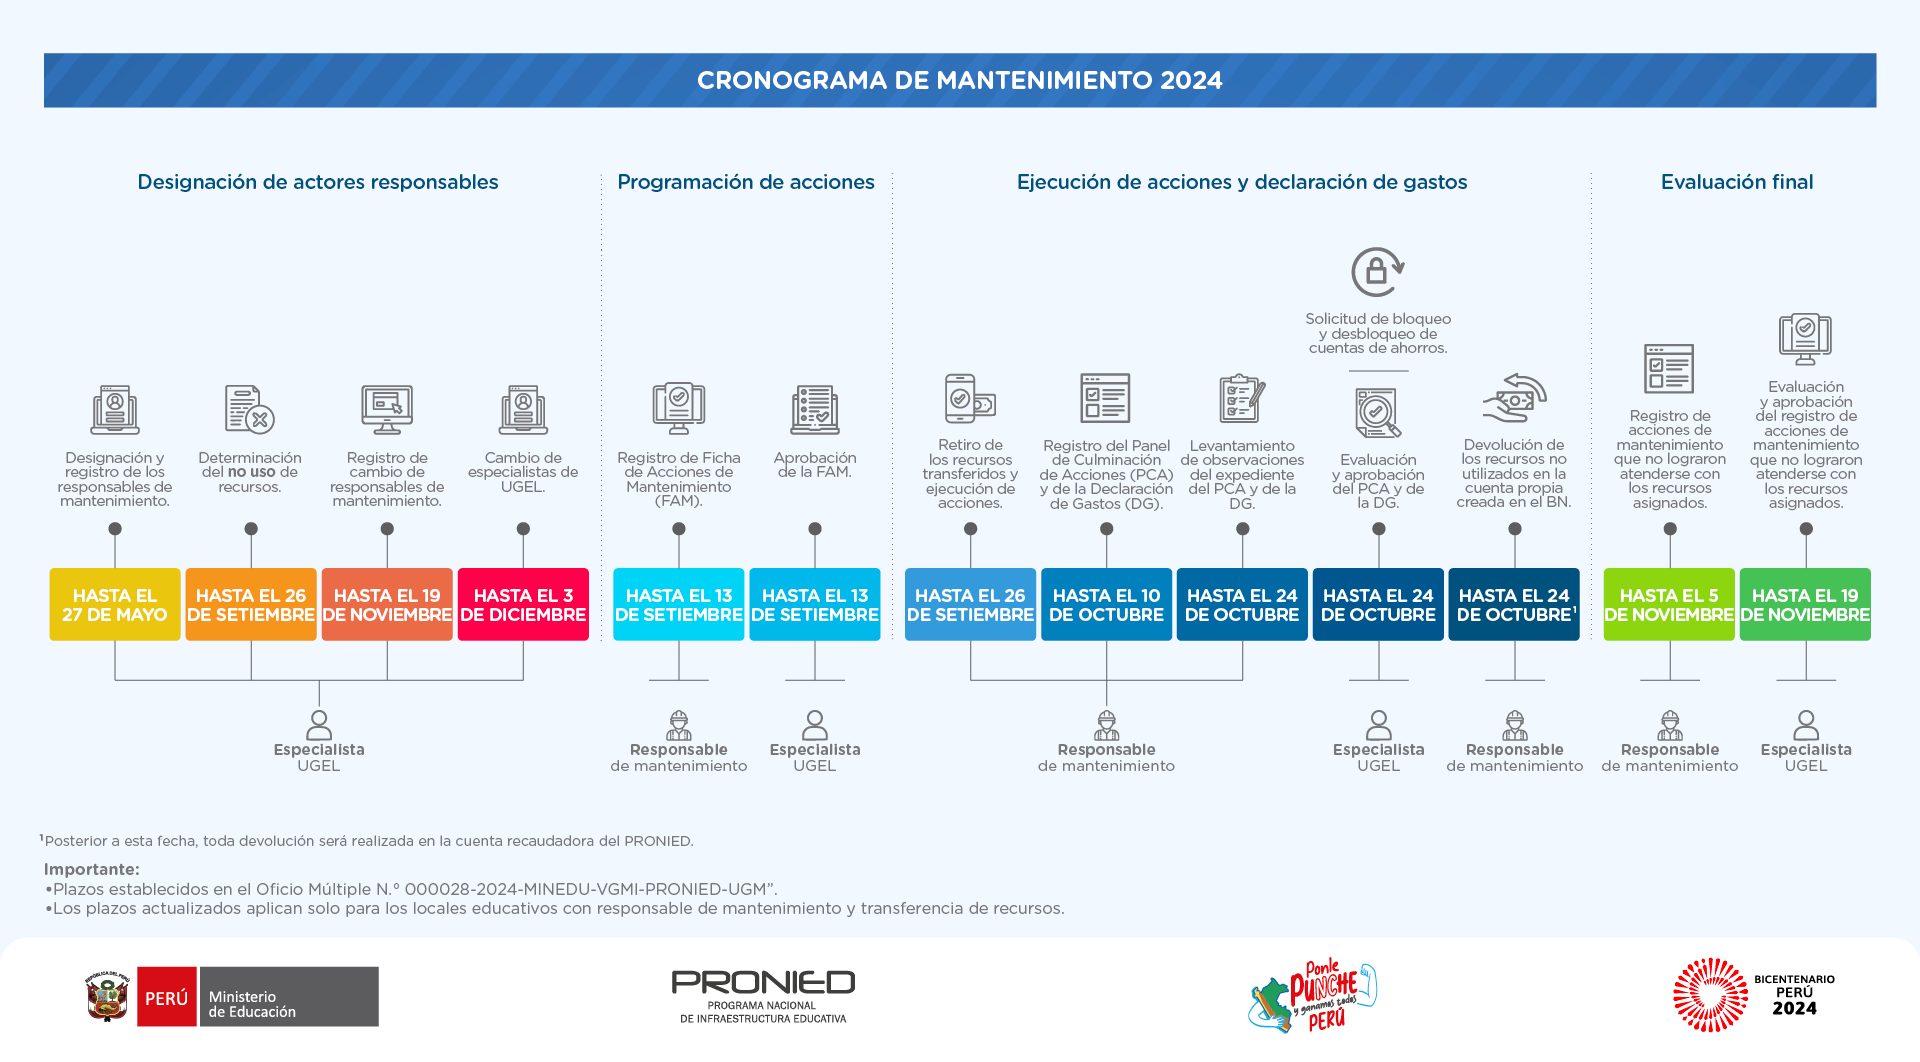 CRONOGRAMA DE MANTENIMIENTO 2024
Designación de actores responsables
Designación y
registro de los
responsables de
mantenimiento.
HASTA EL
27 DE MAYO
Determinación
del no uso de
recursos.
HASTA EL 26
DE SETIEMBRE
Registro de
cambio de
responsables de
mantenimiento.
HASTA EL 19
DE NOVIEMBRE
Cambio de
especialistas de
UGEL.
HASTA EL 3
DE DICIEMBRE
Especialista
UGEL
Programación de acciones
Registro de Ficha
de Acciones de
Mantenimiento
(FAM).
HASTA EL 13
DE SETIEMBRE
Responsable
de mantenimiento
Aprobación
de la FAM.
HASTA EL 13
DE SETIEMBRE
Especialista
UGEL
Ejecución de acciones y declaración de gastos
Retiro de
los recursos
transferidos y
ejecución de
acciones.
HASTA EL 26
DE SETIEMBRE
Registro del Panel
de Culminación
de Acciones (PCA)
y de la Declaración
de Gastos (DG).
HASTA EL 10
DE OCTUBRE
Levantamiento
de observaciones
del expediente
del PCA y de la
DG.
HASTA EL 24
DE OCTUBRE
Responsable
de mantenimiento
Solicitud de bloqueo
y desbloqueo de
cuentas de ahorros.
Evaluación
y aprobación
del PCA y de
la DG.
HASTA EL 24
DE OCTUBRE
Especialista
UGEL
Devolución de
los recursos no
utilizados en la
cuenta propia
creada en el BN.
HASTA EL 24
DE OCTUBRE¹
Responsable
de mantenimiento
Evaluación final
Registro de
acciones de
mantenimiento
que no lograron
atenderse con
los recursos
asignados.
HASTA EL 5
DE NOVIEMBRE
Responsable
de mantenimiento
Evaluación
y aprobación
del registro de
acciones de
mantenimiento
que no lograron
atenderse con
los recursos
asignados.
HASTA EL 19
DE NOVIEMBRE
Especialista
UGEL
¹Posterior a esta fecha, toda devolución será realizada en la cuenta recaudadora del PRONIED.
Importante:
•Plazos establecidos en el Oficio Múltiple N.° 000028-2024-MINEDU-VGMI-PRONIED-UGM”.
•Los plazos actualizados aplican solo para los locales educativos con responsable de mantenimiento y transferencia de recursos.
REPÚBLICA DEL PERÚ
PERÚ
Ministerio
de Educación
PRONIED
PROGRAMA NACIONAL
DE INFRAESTRUCTURA EDUCATIVA
Ponle
PUNCHE
y ganamos todos
PERÚ
BICENTENARIO
PERÚ
2024